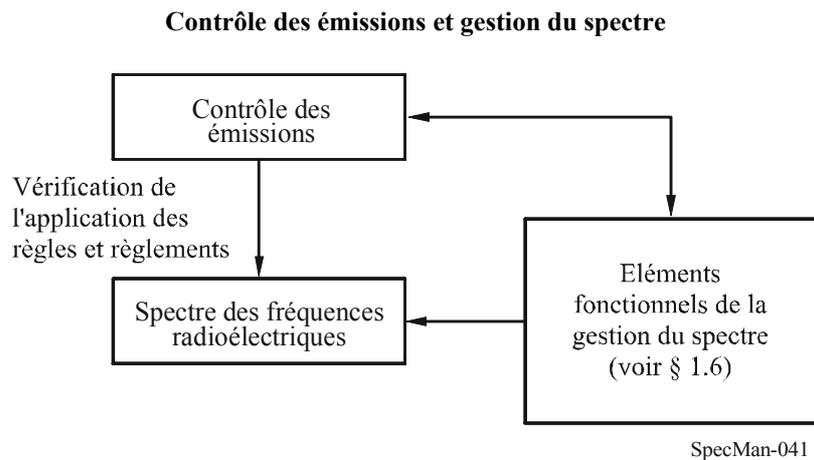 Contrôle des émissions et gestion du spectre
Contrôle des
émissions
Vérification de
l'application des
règles et règlements
Spectre des fréquences
radioélectriques
Eléments
fonctionnels de la
gestion du spectre
(voir § 1.6)
SpecMan-041